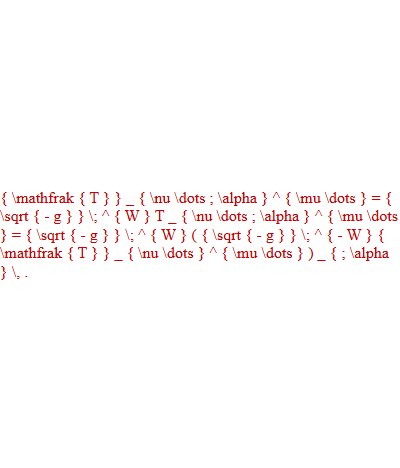 { \mathfrak { T } } _ { \nu \dots ; \alpha } ^ { \mu \dots } = {
\sqrt { - g } } \; ^ { W } T _ { \nu \dots ; \alpha } ^ { \mu \dots
} = { \sqrt { - g } } \; ^ { W } ( { \sqrt { - g } } \; ^ { - W } {
\mathfrak { T } } _ { \nu \dots } ^ { \mu \dots } ) _ { ; \alpha
} \, .